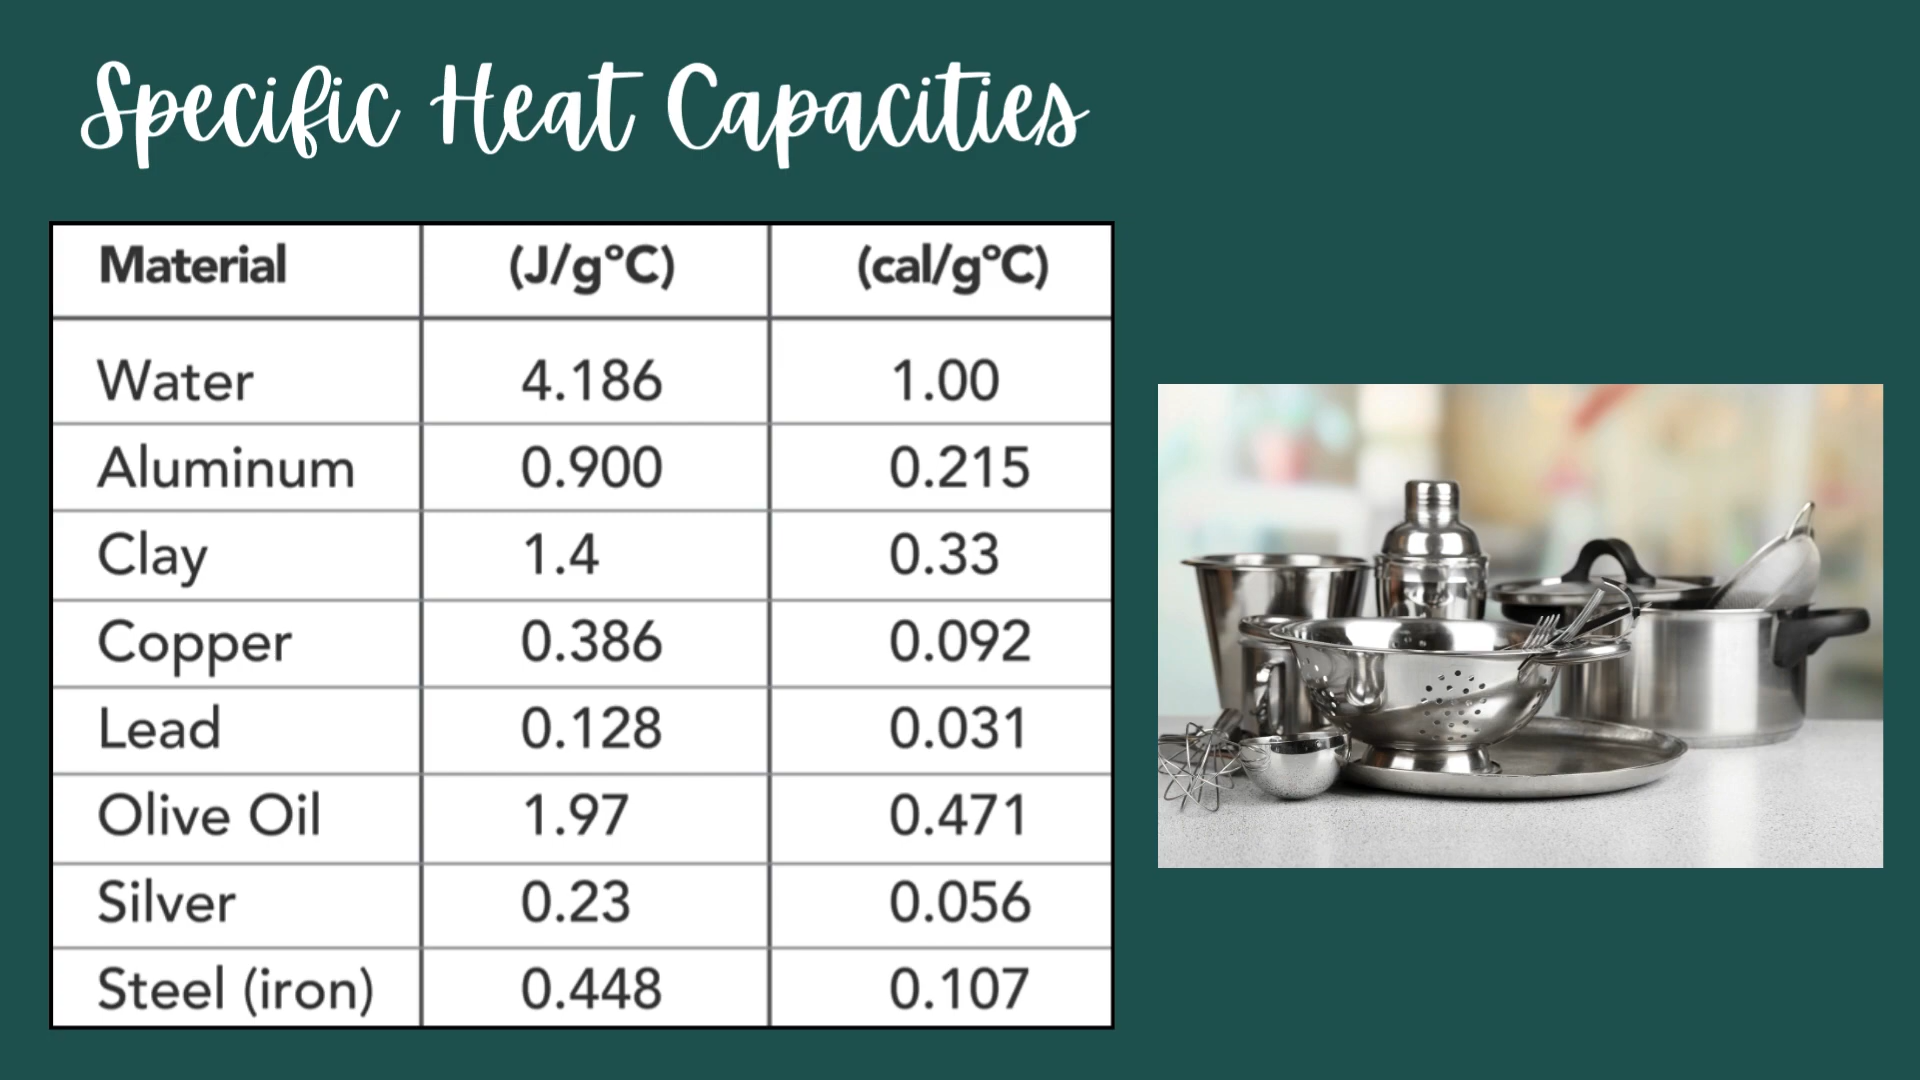 Specific Heat Capacities
Material (J/g°C) (cal/g°C)
Water 4.186 1.00
Aluminum 0.900 0.215
Clay 1.4 0.33
Copper 0.386 0.092
Lead 0.128 0.031
Olive Oil 1.97 0.471
Silver 0.23 0.056
Steel (iron) 0.448 0.107